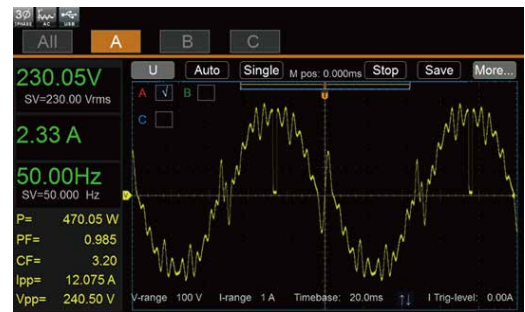 3Ø
PHASE AC USB
All A B C
230.05V
SV=230.00 Vrms
2.33 A
50.00Hz
SV=50.000 Hz
P= 470.05 W
PF= 0.985
CF= 3.20
Ipp= 12.075 A
Vpp= 240.50 V
U Auto Single M pos: 0.000ms Stop Save More...
A √ B
C
V-range 100 V I-range 1 A Timebase: 20.0ms ↑↓ I Trig-level: 0.00A